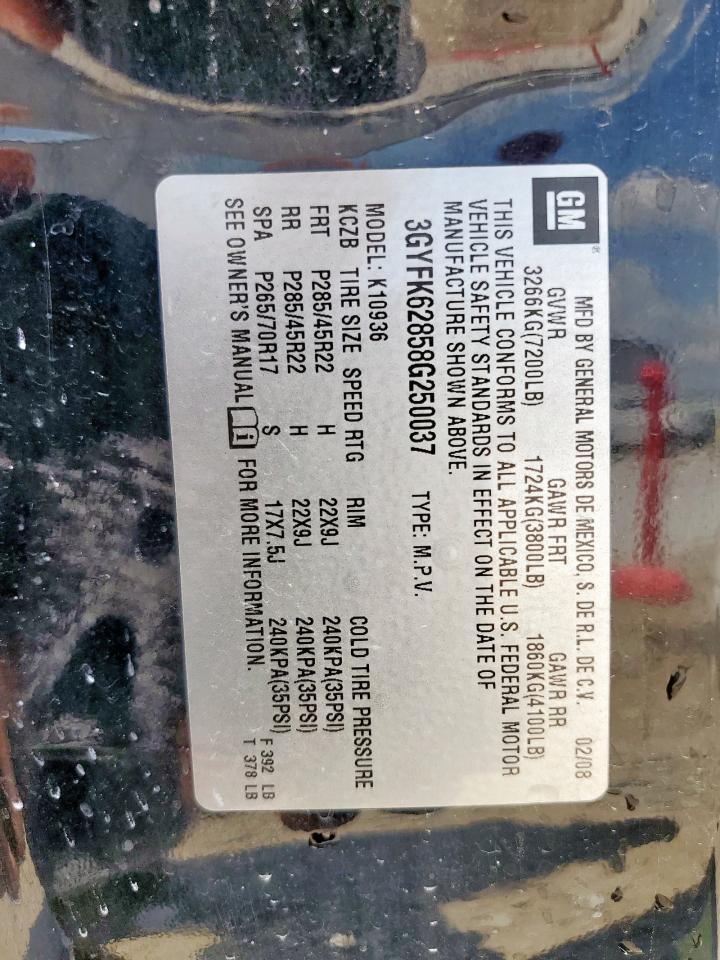 GM®
MFD BY GENERAL MOTORS DE MEXICO, S. DE R.L. DE C.V. 02/08
GVWR GAWR FRT GAWR RR
3266KG(7200LB) 1724KG(3800LB) 1860KG(4100LB)
THIS VEHICLE CONFORMS TO ALL APPLICABLE U.S. FEDERAL MOTOR
VEHICLE SAFETY STANDARDS IN EFFECT ON THE DATE OF
MANUFACTURE SHOWN ABOVE.
3GYFK62858G250037 TYPE: M.P.V.
MODEL: K10936
KCZB TIRE SIZE SPEED RTG RIM COLD TIRE PRESSURE
FRT P285/45R22 H 22X9J 240KPA(35PSI)
RR P285/45R22 H 22X9J 240KPA(35PSI)
SPA P265/70R17 S 17X7.5J 240KPA(35PSI)
SEE OWNER'S MANUAL i FOR MORE INFORMATION.
F 392 LB
T 378 LB